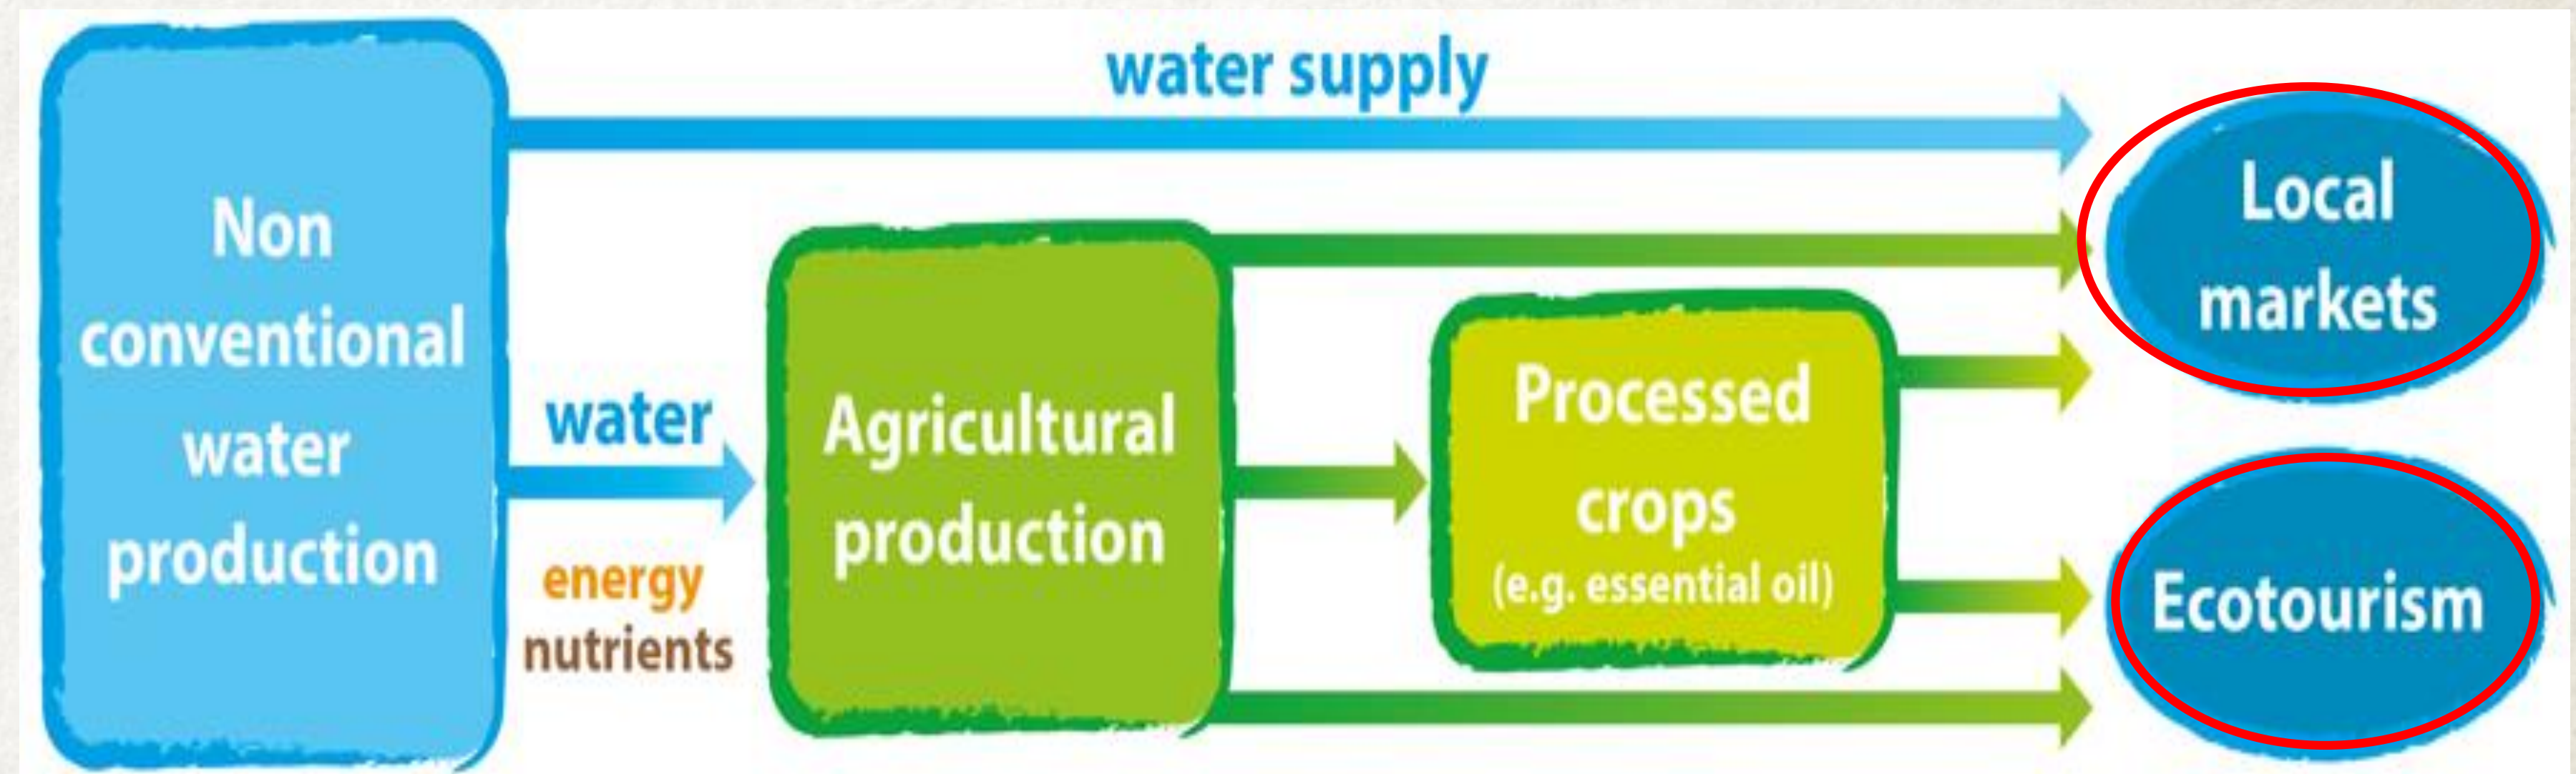 water supply
Non
conventional
water
production
water
energy
nutrients
Agricultural
production
Processed
crops
(e.g. essential oil)
Local
markets
Ecotourism